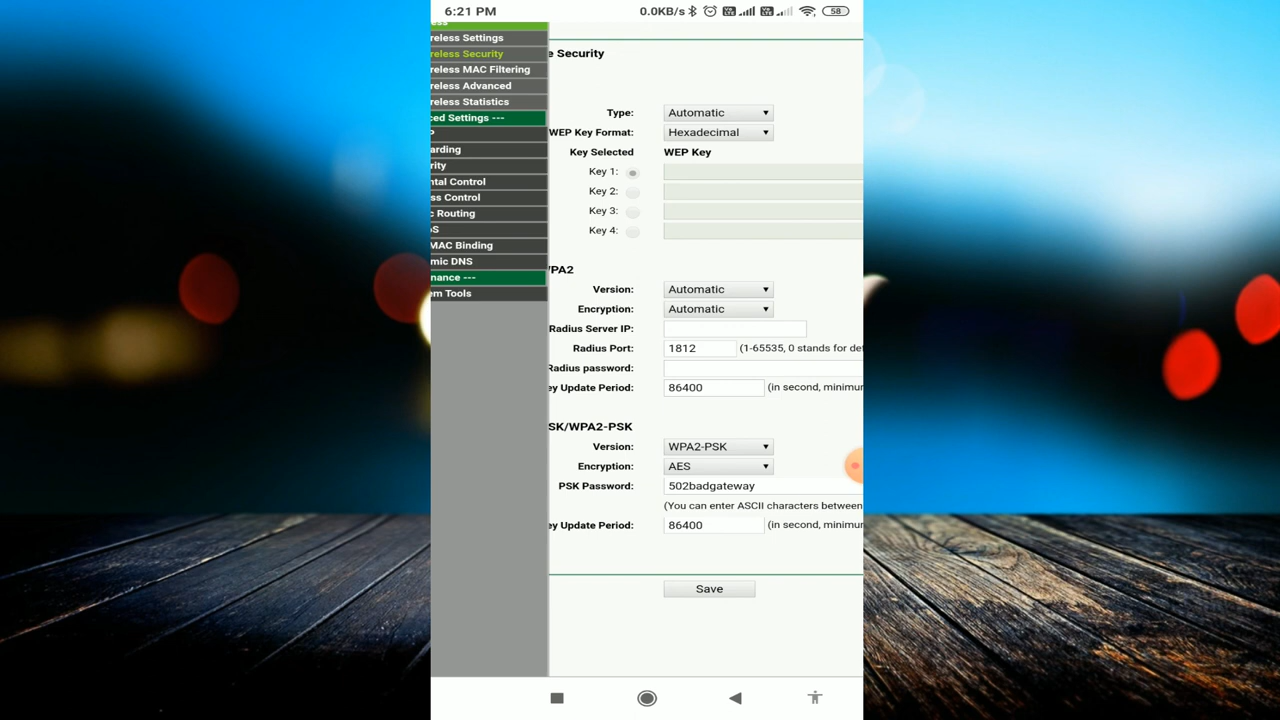 6:21 PM 0.0KB/s 58
ess
reless Settings
reless Security
reless MAC Filtering
reless Advanced
reless Statistics
ced Settings ---
P
arding
rity
ntal Control
ss Control
c Routing
oS
MAC Binding
mic DNS
nance ---
em Tools
e Security
Type: Automatic
WEP Key Format: Hexadecimal
Key Selected WEP Key
Key 1:
Key 2:
Key 3:
Key 4:
/PA2
Version: Automatic
Encryption: Automatic
Radius Server IP:
Radius Port: 1812 (1-65535, 0 stands for def
Radius password:
ey Update Period: 86400 (in second, minimur
SK/WPA2-PSK
Version: WPA2-PSK
Encryption: AES
PSK Password: 502badgateway
(You can enter ASCII characters between
ey Update Period: 86400 (in second, minimur
Save